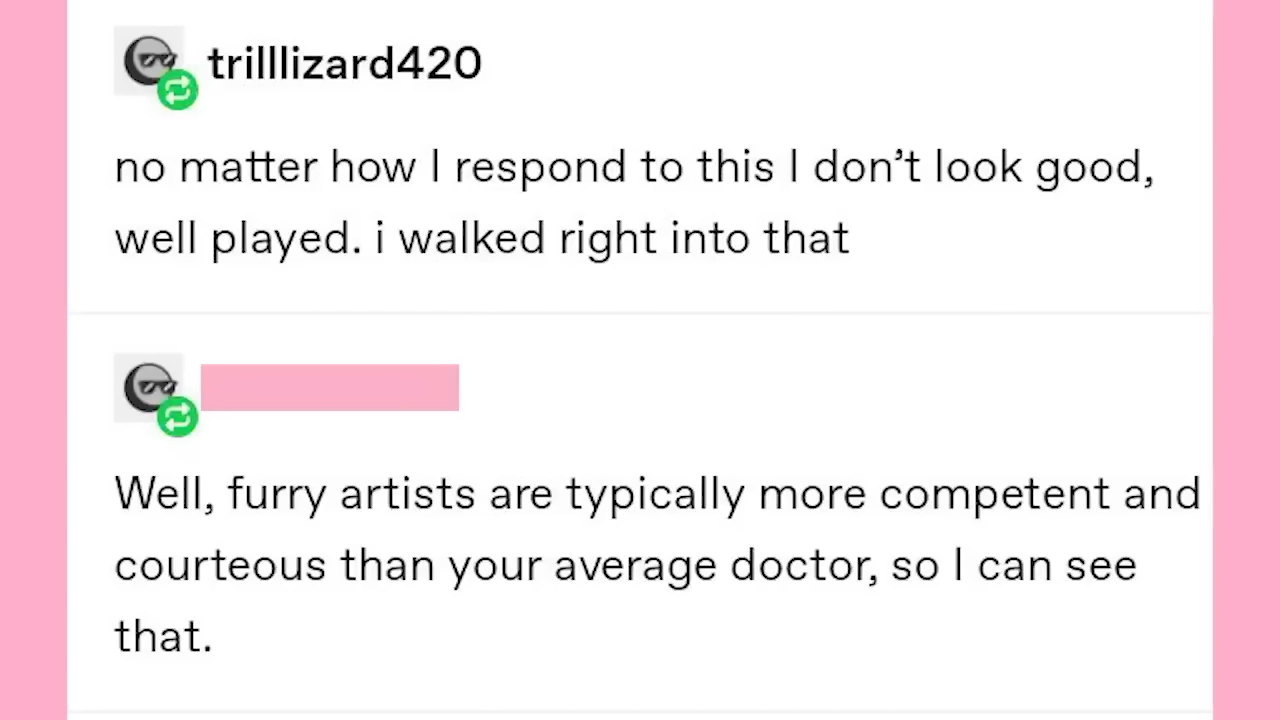 trilllizard420
no matter how I respond to this I don’t look good,
well played. i walked right into that
Well, furry artists are typically more competent and
courteous than your average doctor, so I can see
that.